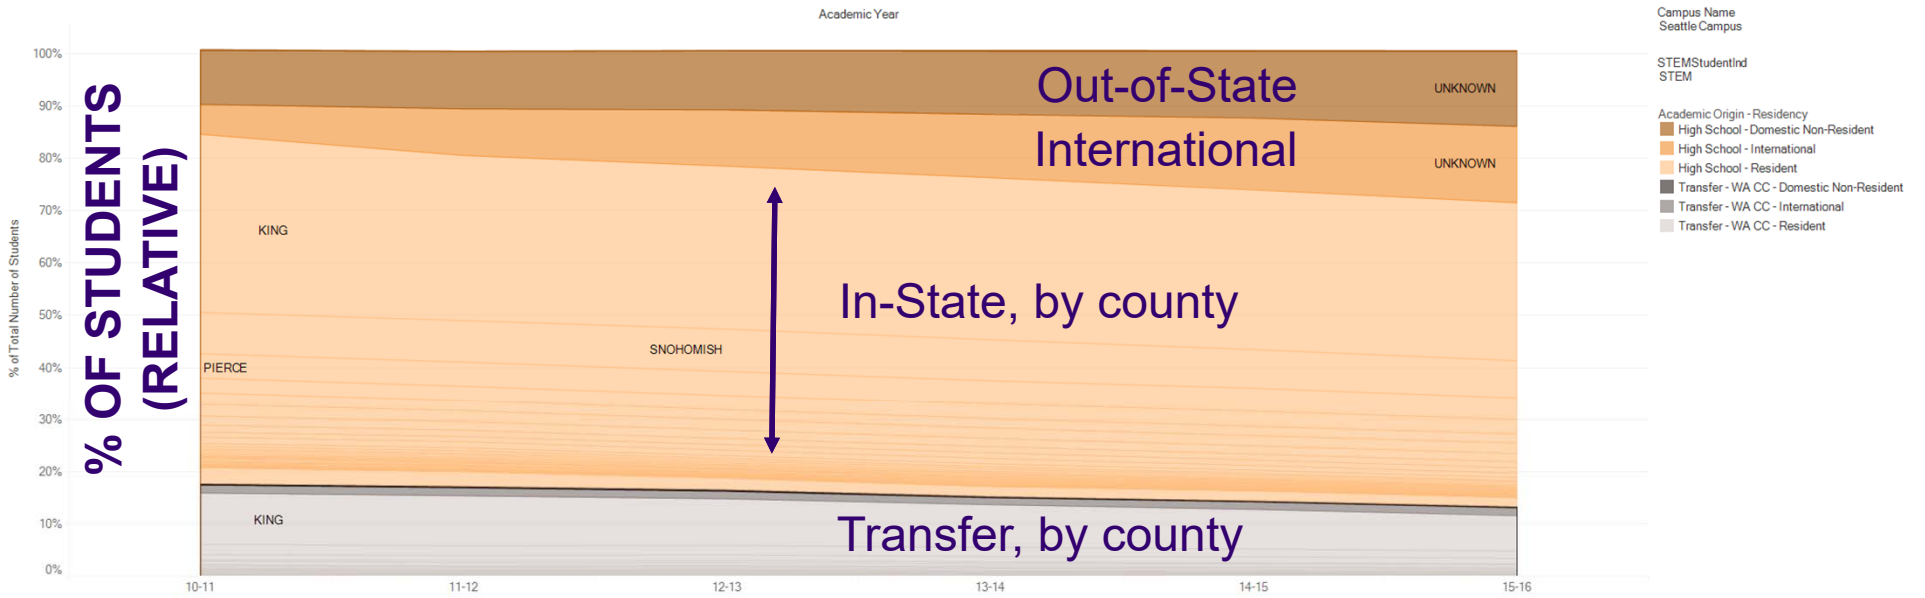 Academic Year
100%
90%
80%
70%
60%
50%
40%
30%
20%
10%
0%
% of Total Number of Students
% OF STUDENTS
(RELATIVE)
Out-of-State
UNKNOWN
International
UNKNOWN
KING
In-State, by county
SNOHOMISH
PIERCE
KING
Transfer, by county
10-11
11-12
12-13
13-14
14-15
15-16
Campus Name
Seattle Campus
STEMStudentInd
STEM
Academic Origin - Residency
High School - Domestic Non-Resident
High School - International
High School - Resident
Transfer - WA CC - Domestic Non-Resident
Transfer - WA CC - International
Transfer - WA CC - Resident